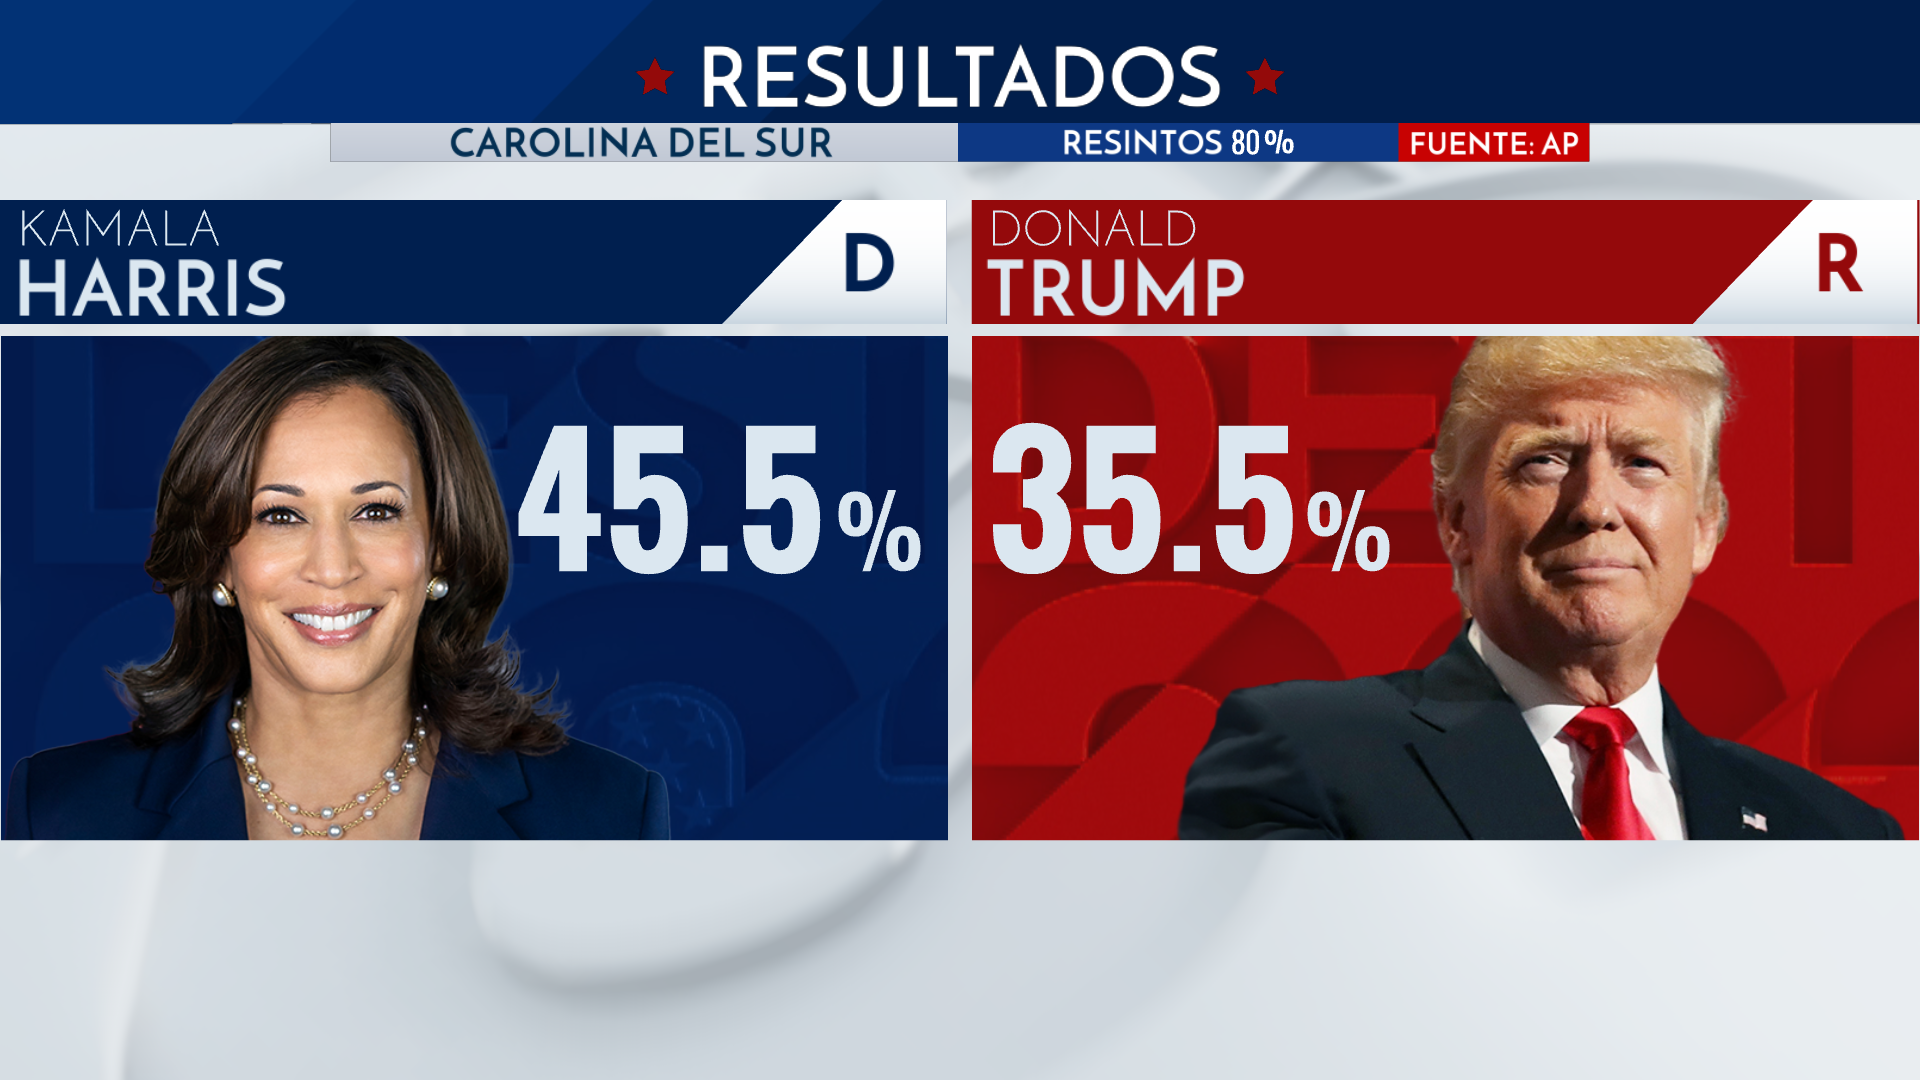 RESULTADOS
CAROLINA DEL SUR
RESINTOS 80%
FUENTE: AP
KAMALA
HARRIS
D
45.5%
DONALD
TRUMP
R
35.5%